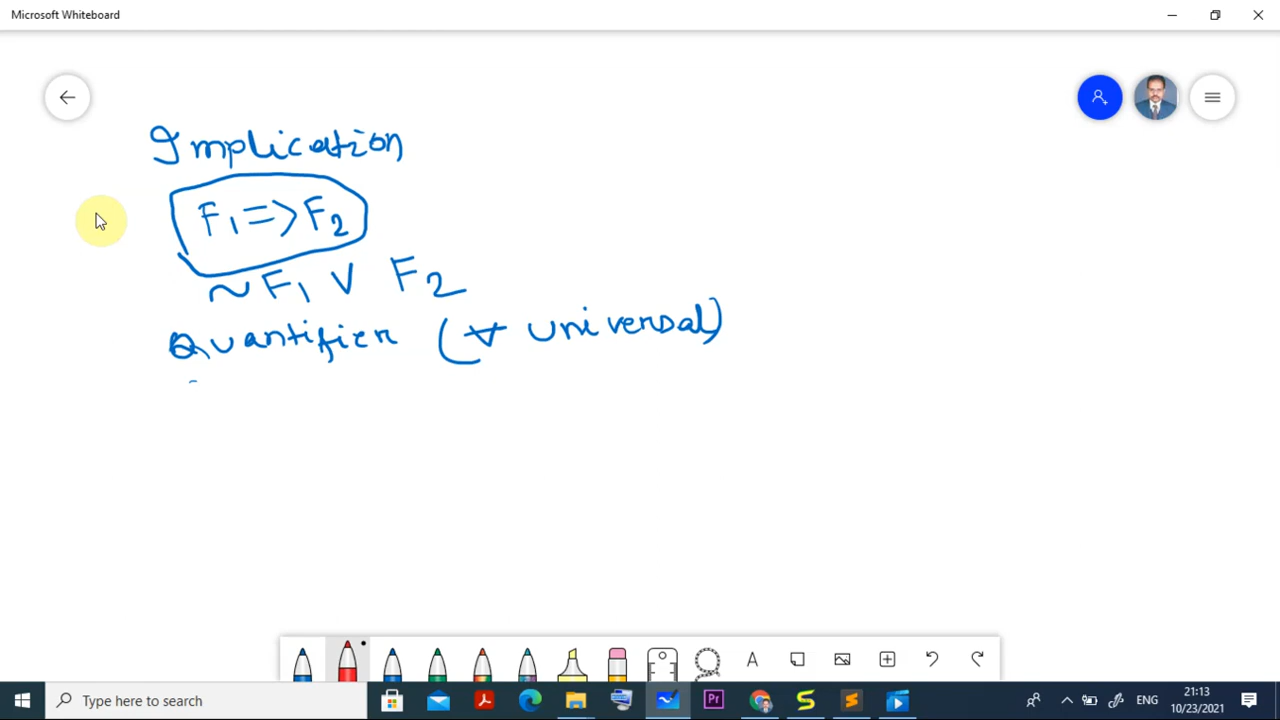 Microsoft Whiteboard
Implication
F1 => F2
~F1 ∨ F2
Quantifier (∀ universal)
Type here to search
ENG
21:13
10/23/2021